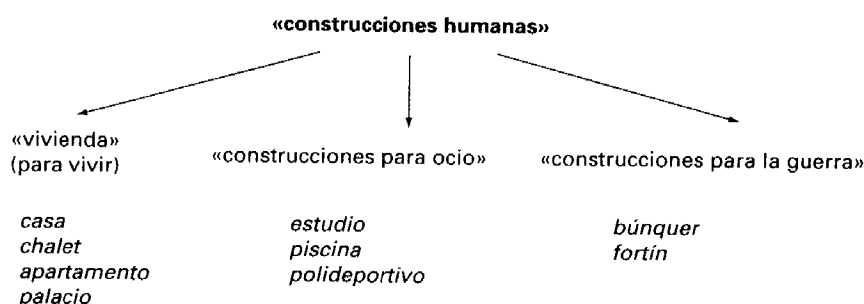 «construcciones humanas»
«vivienda»
(para vivir)
«construcciones para ocio»
«construcciones para la guerra»
casa
chalet
apartamento
palacio
estudio
piscina
polideportivo
búnquer
fortín